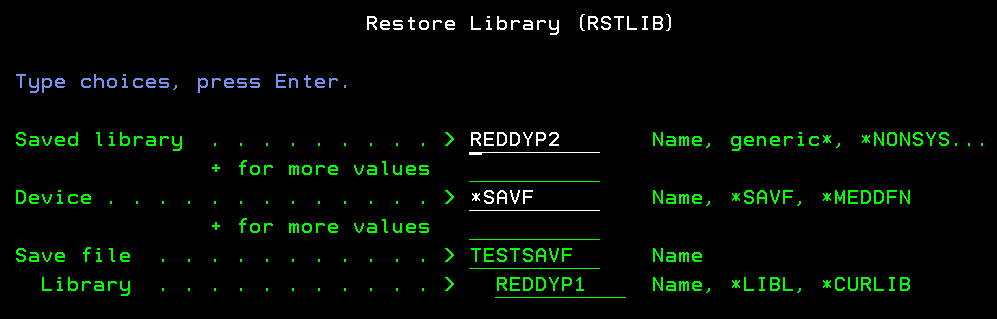 Restore Library (RSTLIB)
Type choices, press Enter.
Saved library . . . . . . . . . > REDDYP2 Name, generic*, *NONSYS...
+ for more values
Device . . . . . . . . . . . . . > *SAVF Name, *SAVF, *MEDDFN
+ for more values
Save file . . . . . . . . . . . > TESTSAVF Name
Library . . . . . . . . . . . > REDDYP1 Name, *LIBL, *CURLIB